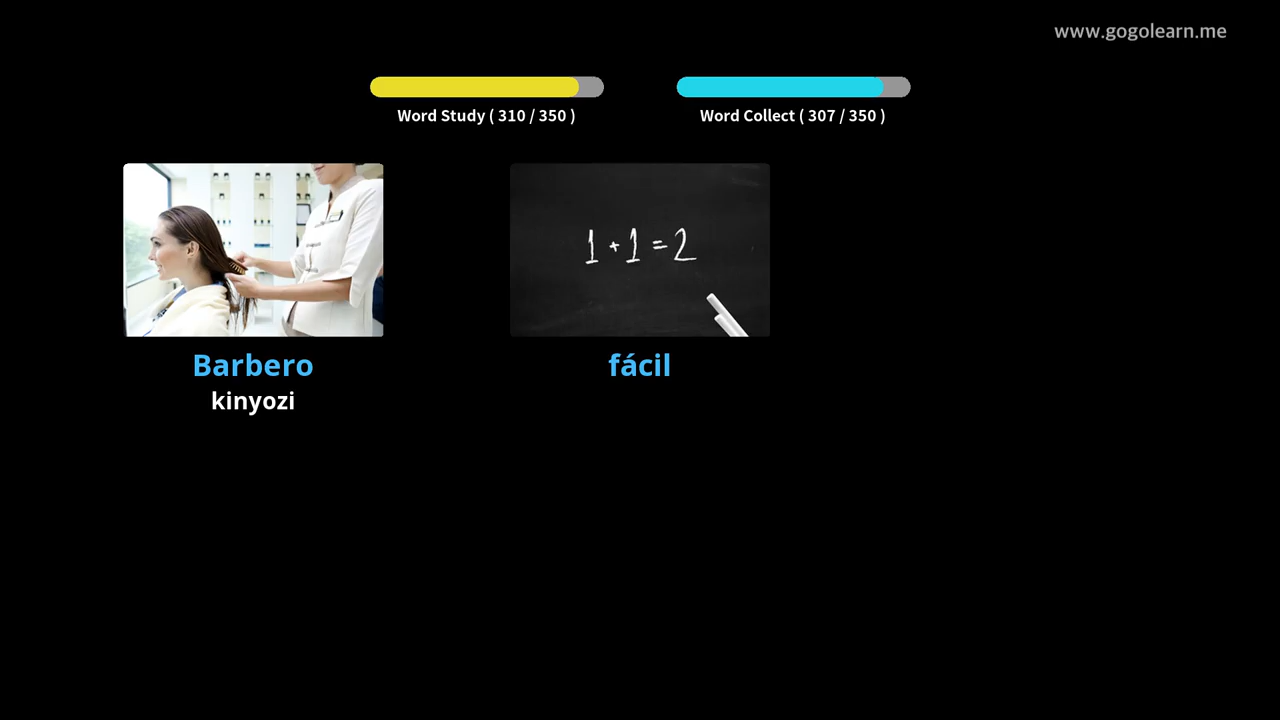 www.gogolearn.me
Word Study ( 310 / 350 )
Word Collect ( 307 / 350 )
1 + 1 = 2
Barbero
fácil
kinyozi